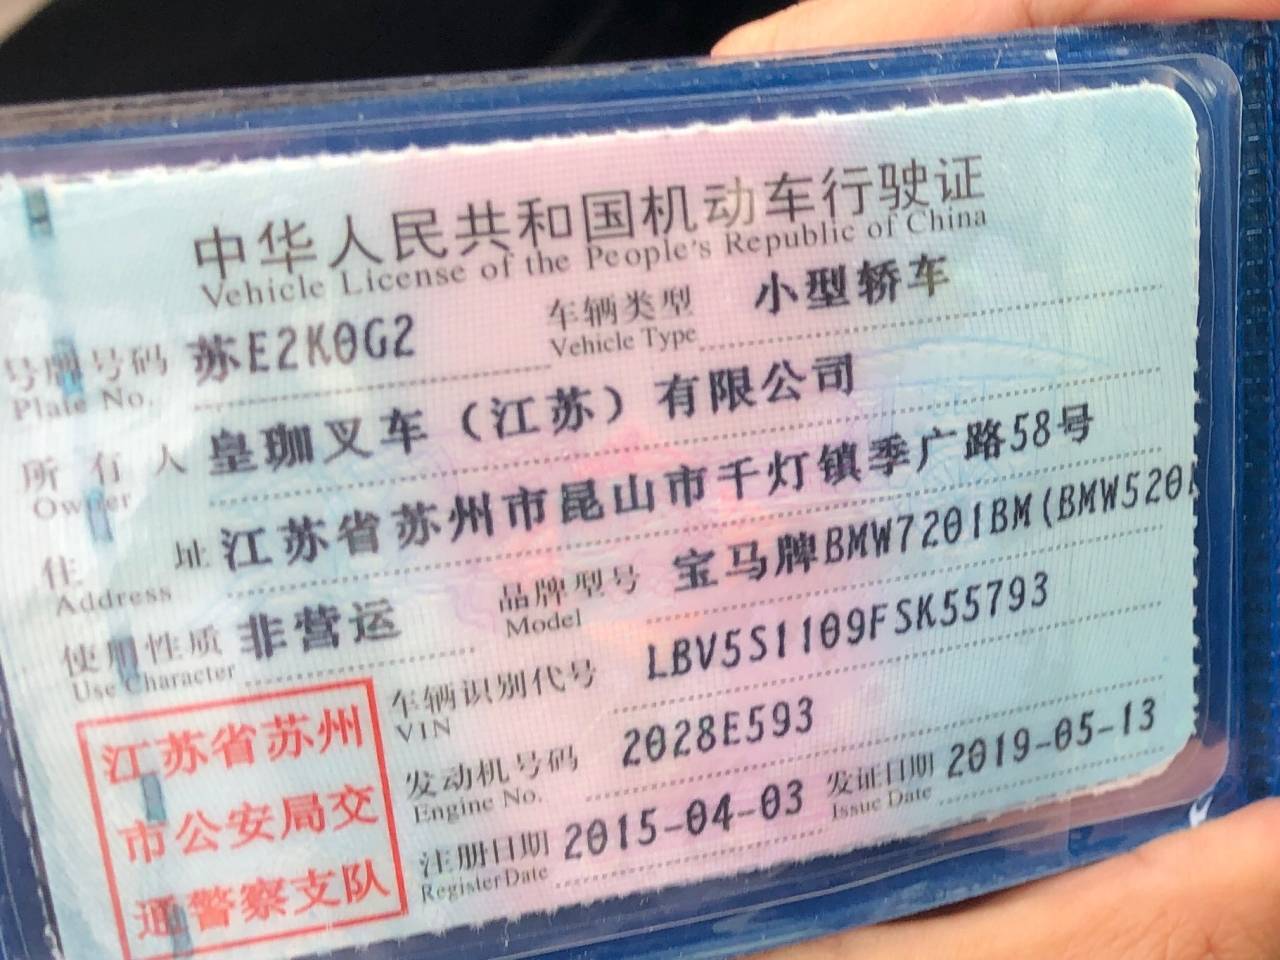 中华人民共和国机动车行驶证
Vehicle License of the People's Republic of China
号牌号码 苏E2K0G2 车辆类型 小型轿车
Plate No. Vehicle Type
所有人 皇珈叉车（江苏）有限公司
Owner
住址 江苏省苏州市昆山市千灯镇季广路58号
Address
使用性质 非营运 品牌型号 宝马牌BMW7201BM(BMW520
Use Character Model
车辆识别代号 LBV5S1109FSK55793
VIN
发动机号码 2028E593
Engine No.
注册日期 2015-04-03 发证日期 2019-05-13
Register Date Issue Date
江苏省苏州
市公安局交
通警察支队